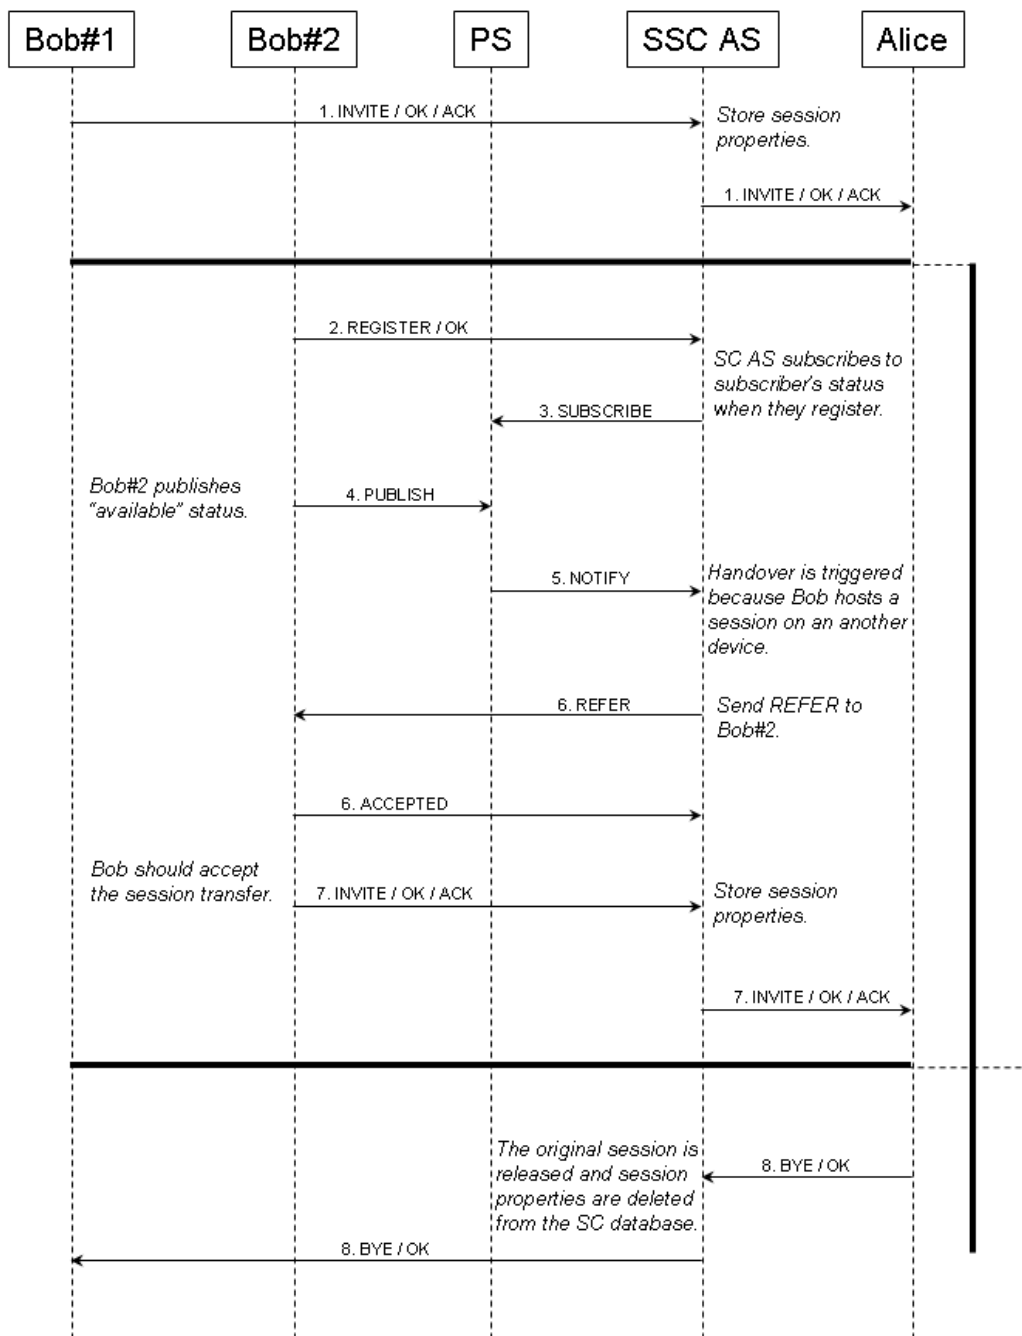 Bob#1
Bob#2
PS
SSC AS
Alice
1. INVITE / OK / ACK
Store session
properties.
1. INVITE / OK / ACK
2. REGISTER / OK
SC AS subscribes to
subscriber's status
when they register.
3. SUBSCRIBE
Bob#2 publishes
“available” status.
4. PUBLISH
5. NOTIFY
Handover is triggered
because Bob hosts a
session on an another
device.
6. REFER
Send REFER to
Bob#2.
6. ACCEPTED
Bob should accept
the session transfer.
7. INVITE / OK / ACK
Store session
properties.
7. INVITE / OK / ACK
The original session is
released and session
properties are deleted
from the SC database.
8. BYE / OK
8. BYE / OK